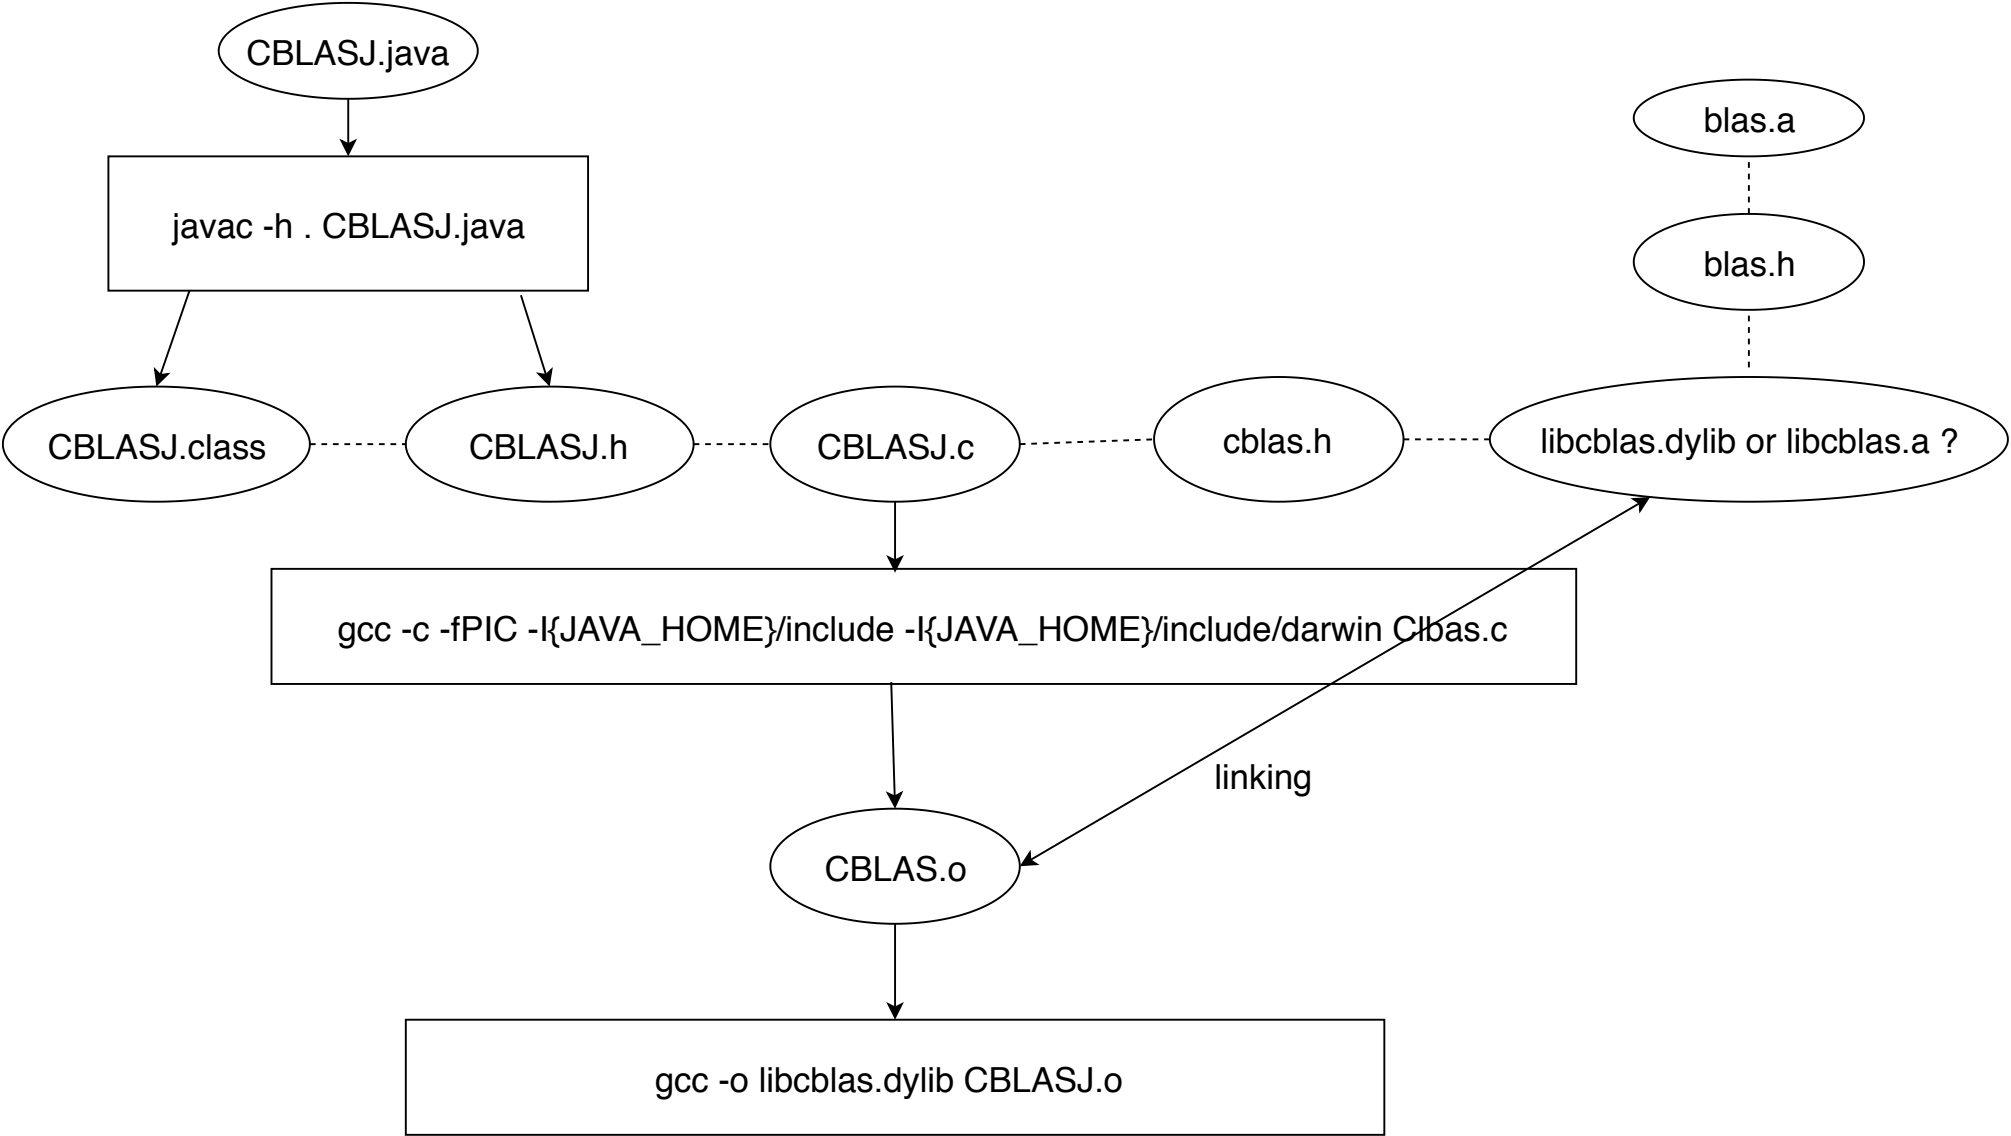 CBLASJ.java
blas.a
javac -h . CBLASJ.java
blas.h
CBLASJ.class
CBLASJ.h
CBLASJ.c
cblas.h
libcblas.dylib or libcblas.a ?
gcc -c -fPIC -I{JAVA_HOME}/include -I{JAVA_HOME}/include/darwin Clbas.c
linking
CBLAS.o
gcc -o libcblas.dylib CBLASJ.o